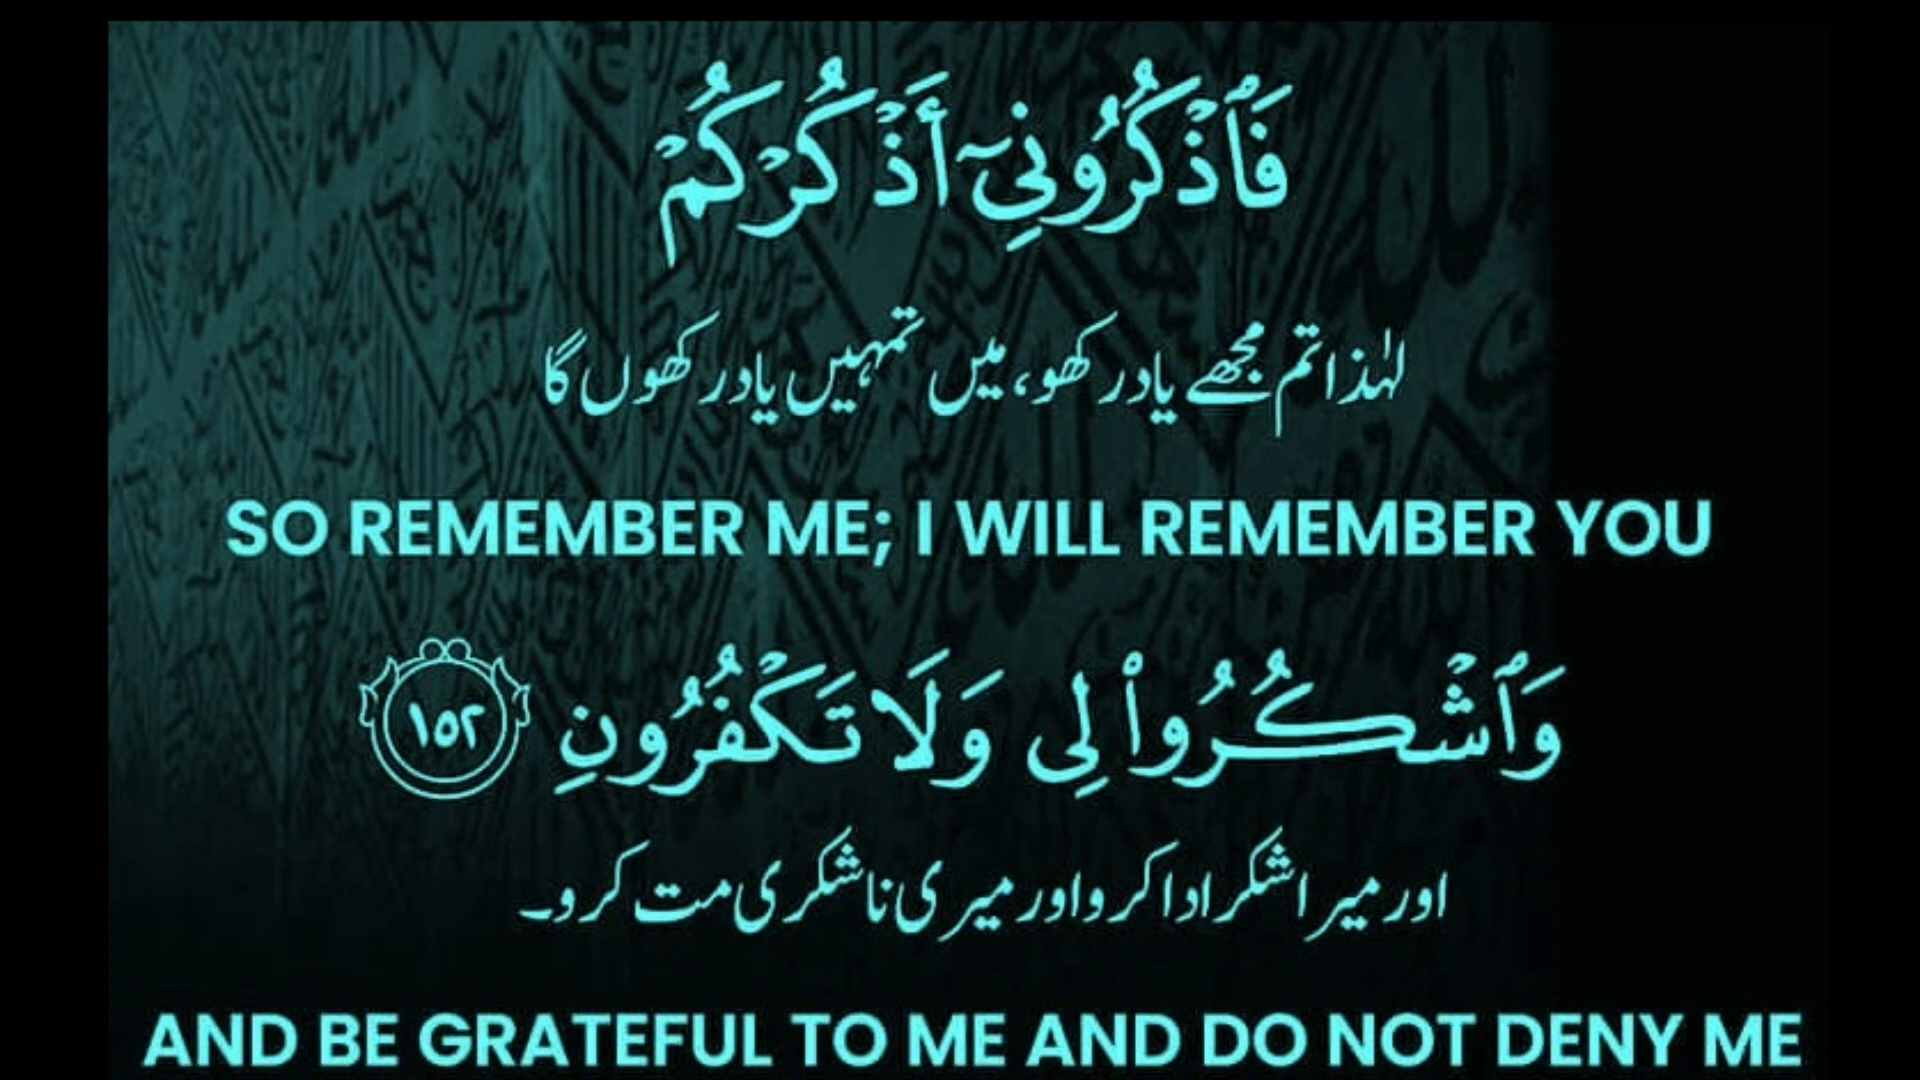 فَٱذْكُرُونِىٓ أَذْكُرْكُمْ
لہٰذا تم مجھے یاد رکھو، میں تمہیں یاد رکھوں گا
SO REMEMBER ME; I WILL REMEMBER YOU
وَٱشْكُرُوا۟ لِى وَلَا تَكْفُرُونِ ١٥٢
اور میرا شکر ادا کرو اور میری ناشکری مت کرو۔
AND BE GRATEFUL TO ME AND DO NOT DENY ME